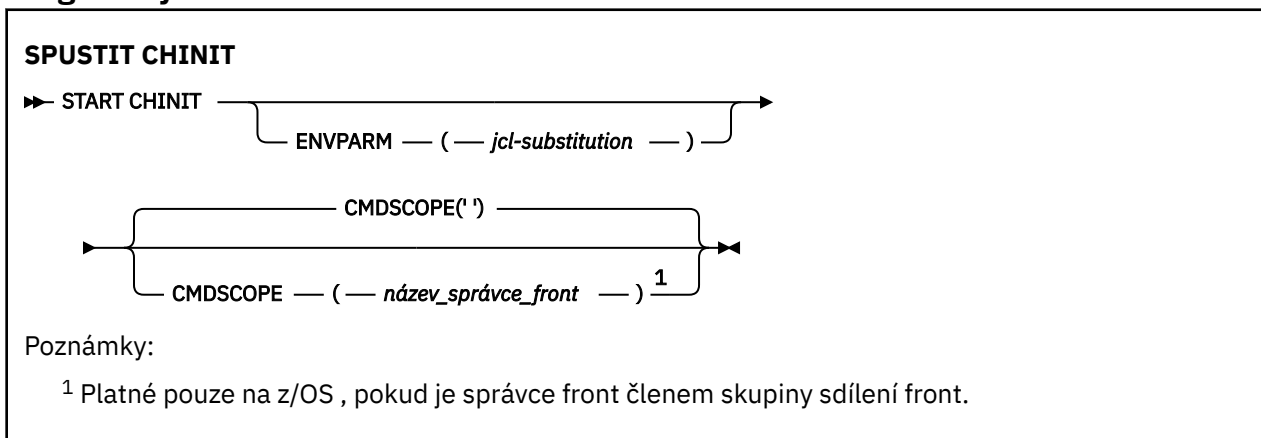 SPUSTIT CHINIT
START CHINIT
ENVPARM ( jcl-substitution )
CMDSCOPE(' ')
CMDSCOPE ( název_správce_front ) 1
Poznámky:
1 Platné pouze na z/OS , pokud je správce front členem skupiny sdílení front.